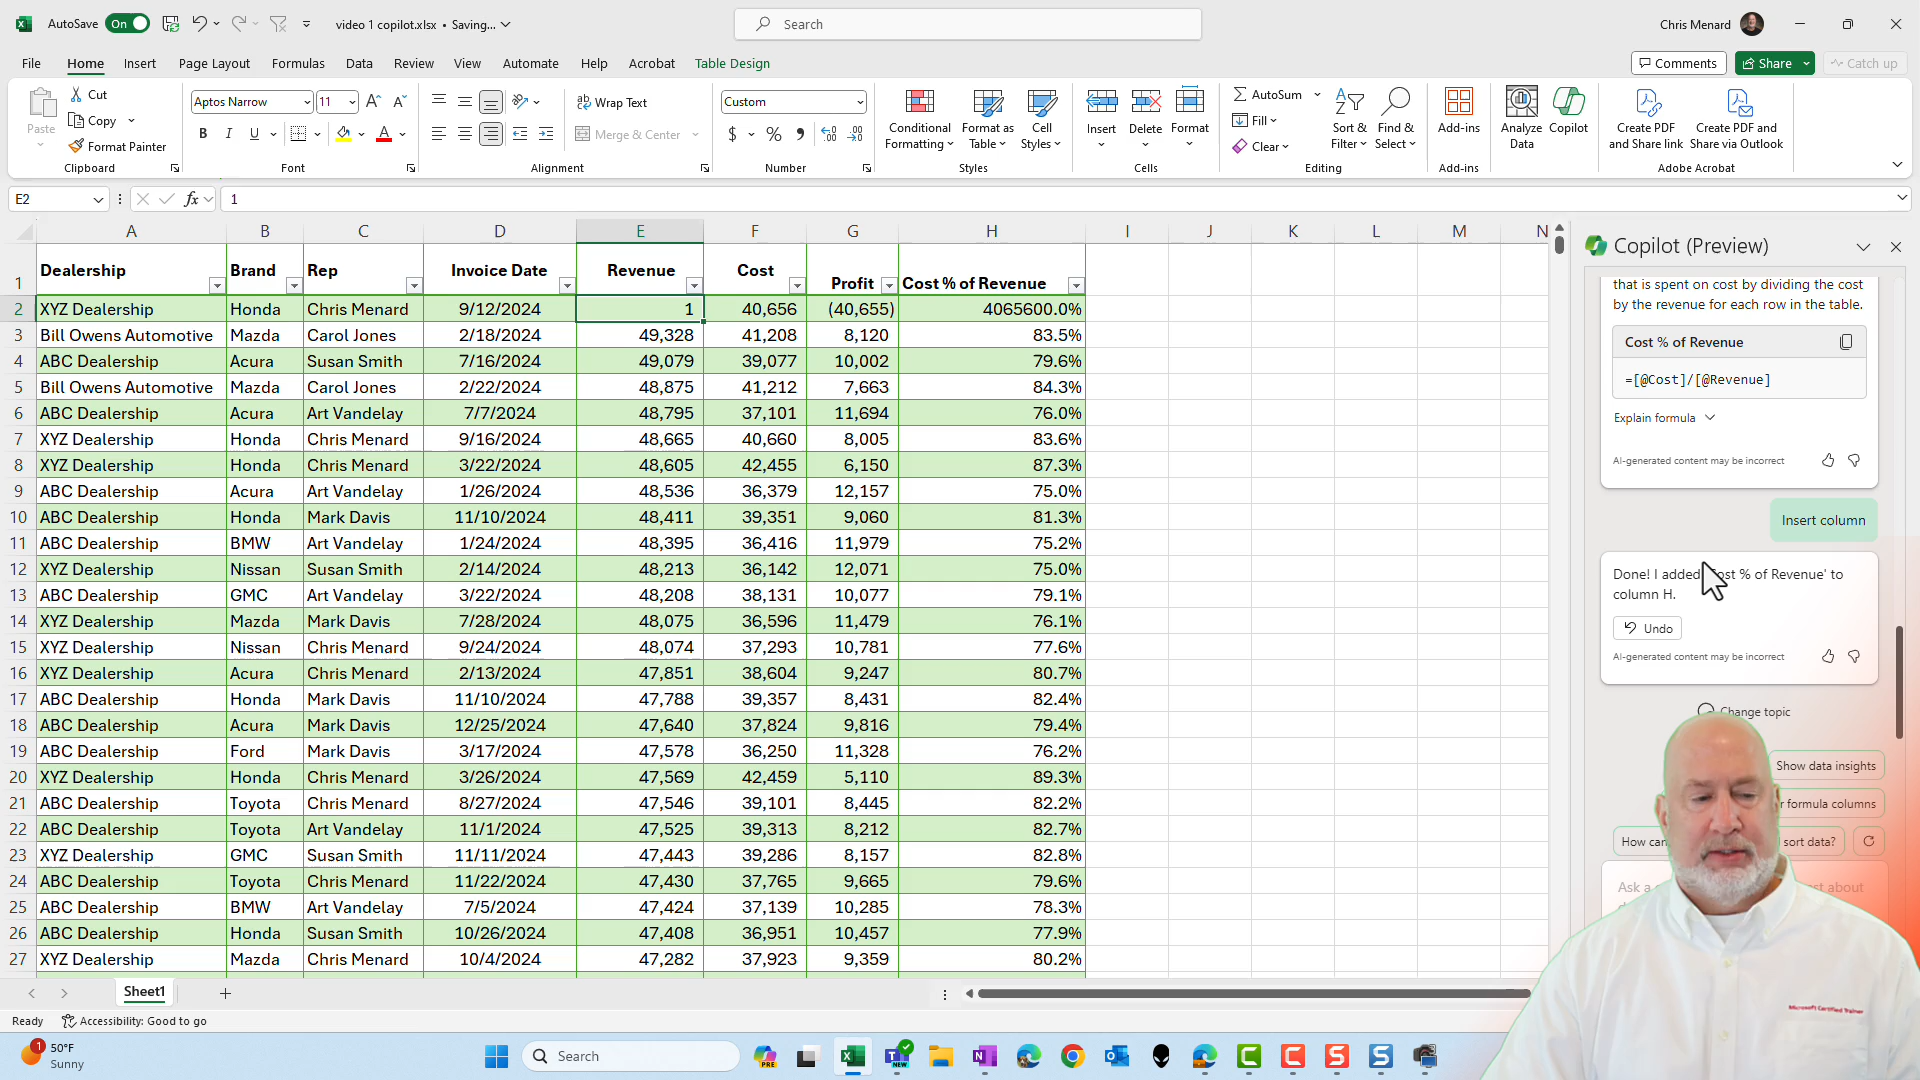 AutoSave On video 1 copilot.xlsx • Saving... Search Chris Menard
File Home Insert Page Layout Formulas Data Review View Automate Help Acrobat Table Design Comments Share Catch up
Paste Cut Copy Format Painter Clipboard
Aptos Narrow 11 B I U A Font
Wrap Text Merge & Center Alignment
Custom $ % Number
Conditional Formatting Format as Table Cell Styles Styles
Insert Delete Format Cells
AutoSum Fill Clear Sort & Filter Find & Select Editing
Add-ins Add-ins
Analyze Data Copilot
Create PDF and Share link Create PDF and Share via Outlook Adobe Acrobat
E2 fx 1
A B C D E F G H I J K L M N
1 Dealership Brand Rep Invoice Date Revenue Cost Profit Cost % of Revenue
2 XYZ Dealership Honda Chris Menard 9/12/2024 1 40,656 (40,655) 4065600.0%
3 Bill Owens Automotive Mazda Carol Jones 2/18/2024 49,328 41,208 8,120 83.5%
4 ABC Dealership Acura Susan Smith 7/16/2024 49,079 39,077 10,002 79.6%
5 Bill Owens Automotive Mazda Carol Jones 2/22/2024 48,875 41,212 7,663 84.3%
6 ABC Dealership Acura Art Vandelay 7/7/2024 48,795 37,101 11,694 76.0%
7 XYZ Dealership Honda Chris Menard 9/16/2024 48,665 40,660 8,005 83.6%
8 XYZ Dealership Honda Chris Menard 3/22/2024 48,605 42,455 6,150 87.3%
9 ABC Dealership Acura Art Vandelay 1/26/2024 48,536 36,379 12,157 75.0%
10 ABC Dealership Honda Mark Davis 11/10/2024 48,411 39,351 9,060 81.3%
11 ABC Dealership BMW Art Vandelay 1/24/2024 48,395 36,416 11,979 75.2%
12 XYZ Dealership Nissan Susan Smith 2/14/2024 48,213 36,142 12,071 75.0%
13 ABC Dealership GMC Art Vandelay 3/22/2024 48,208 38,131 10,077 79.1%
14 XYZ Dealership Mazda Mark Davis 7/28/2024 48,075 36,596 11,479 76.1%
15 XYZ Dealership Nissan Chris Menard 9/24/2024 48,074 37,293 10,781 77.6%
16 XYZ Dealership Acura Chris Menard 2/13/2024 47,851 38,604 9,247 80.7%
17 ABC Dealership Honda Mark Davis 11/10/2024 47,788 39,357 8,431 82.4%
18 ABC Dealership Acura Mark Davis 12/25/2024 47,640 37,824 9,816 79.4%
19 ABC Dealership Ford Mark Davis 3/17/2024 47,578 36,250 11,328 76.2%
20 XYZ Dealership Honda Chris Menard 3/26/2024 47,569 42,459 5,110 89.3%
21 ABC Dealership Toyota Chris Menard 8/27/2024 47,546 39,101 8,445 82.2%
22 ABC Dealership Toyota Art Vandelay 11/1/2024 47,525 39,313 8,212 82.7%
23 XYZ Dealership GMC Susan Smith 11/11/2024 47,443 39,286 8,157 82.8%
24 ABC Dealership Toyota Chris Menard 11/22/2024 47,430 37,765 9,665 79.6%
25 ABC Dealership BMW Art Vandelay 7/5/2024 47,424 37,139 10,285 78.3%
26 ABC Dealership Honda Susan Smith 10/26/2024 47,408 36,951 10,457 77.9%
27 XYZ Dealership Mazda Chris Menard 10/4/2024 47,282 37,923 9,359 80.2%
Copilot (Preview)
that is spent on cost by dividing the cost
by the revenue for each row in the table.
Cost % of Revenue
=[@Cost]/[@Revenue]
Explain formula
AI-generated content may be incorrect
Insert column
Done! I added ost % of Revenue' to
column H.
Undo
AI-generated content may be incorrect
Change topic
Show data insights
formula columns
How can sort data?
Ask a about
Microsoft Certified Trainer
Sheet1
Ready Accessibility: Good to go
1 50°F
Sunny
Search
PRE
NEW